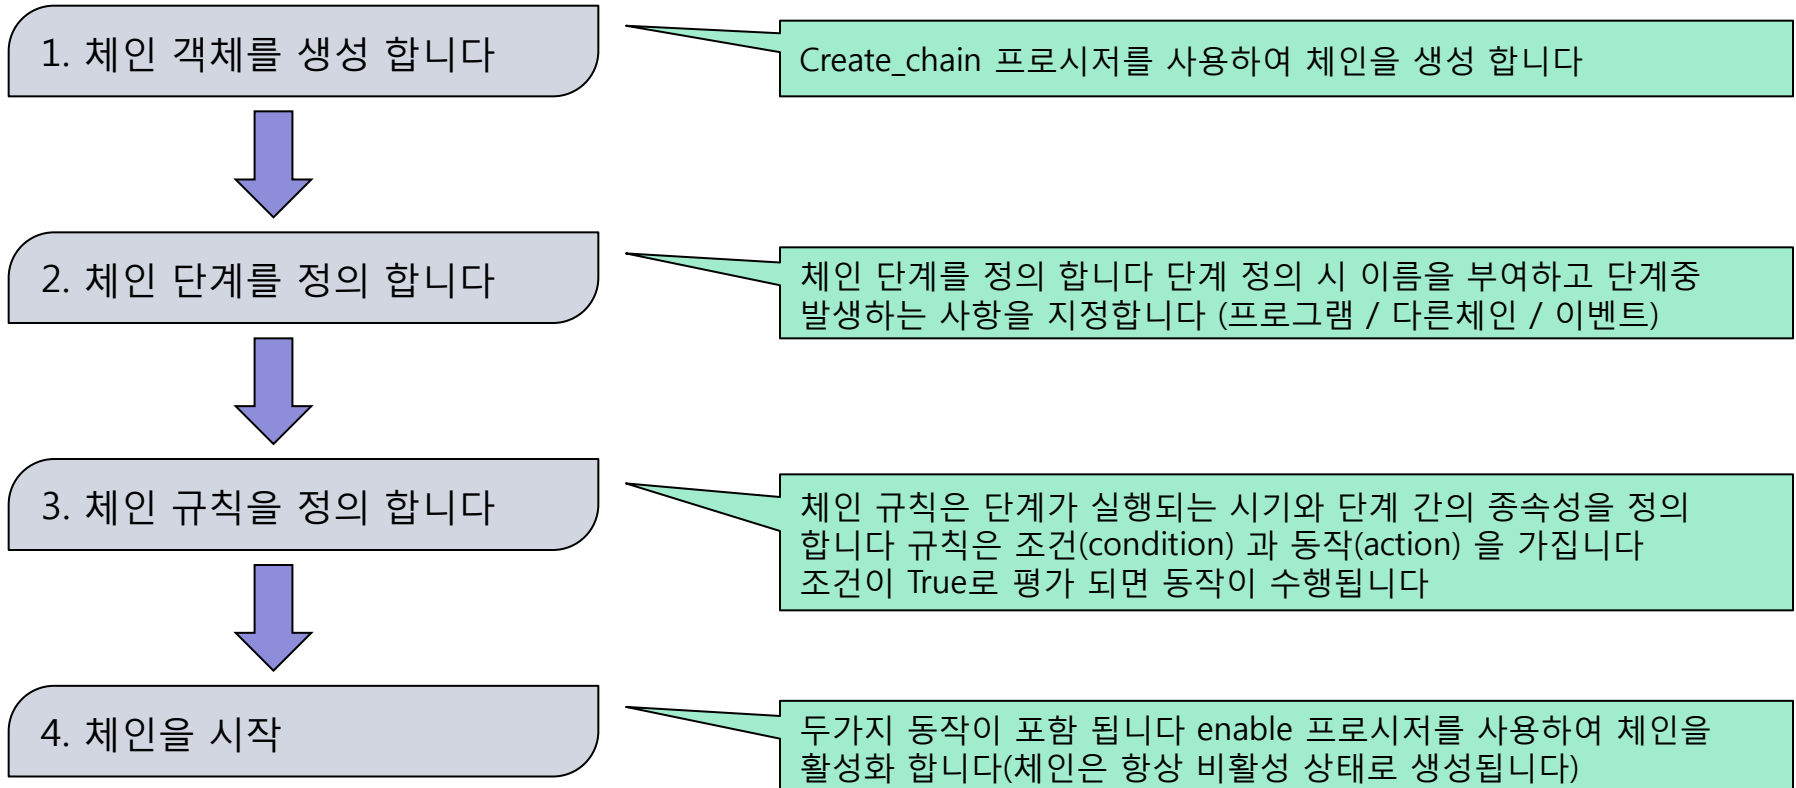 1. 체인 객체를 생성 합니다
Create_chain 프로시저를 사용하여 체인을 생성 합니다
2. 체인 단계를 정의 합니다
체인 단계를 정의 합니다 단계 정의 시 이름을 부여하고 단계중
발생하는 사항을 지정합니다 (프로그램 / 다른체인 / 이벤트)
3. 체인 규칙을 정의 합니다
체인 규칙은 단계가 실행되는 시기와 단계 간의 종속성을 정의
합니다 규칙은 조건(condition) 과 동작(action) 을 가집니다
조건이 True로 평가 되면 동작이 수행됩니다
4. 체인을 시작
두가지 동작이 포함 됩니다 enable 프로시저를 사용하여 체인을
활성화 합니다(체인은 항상 비활성 상태로 생성됩니다)